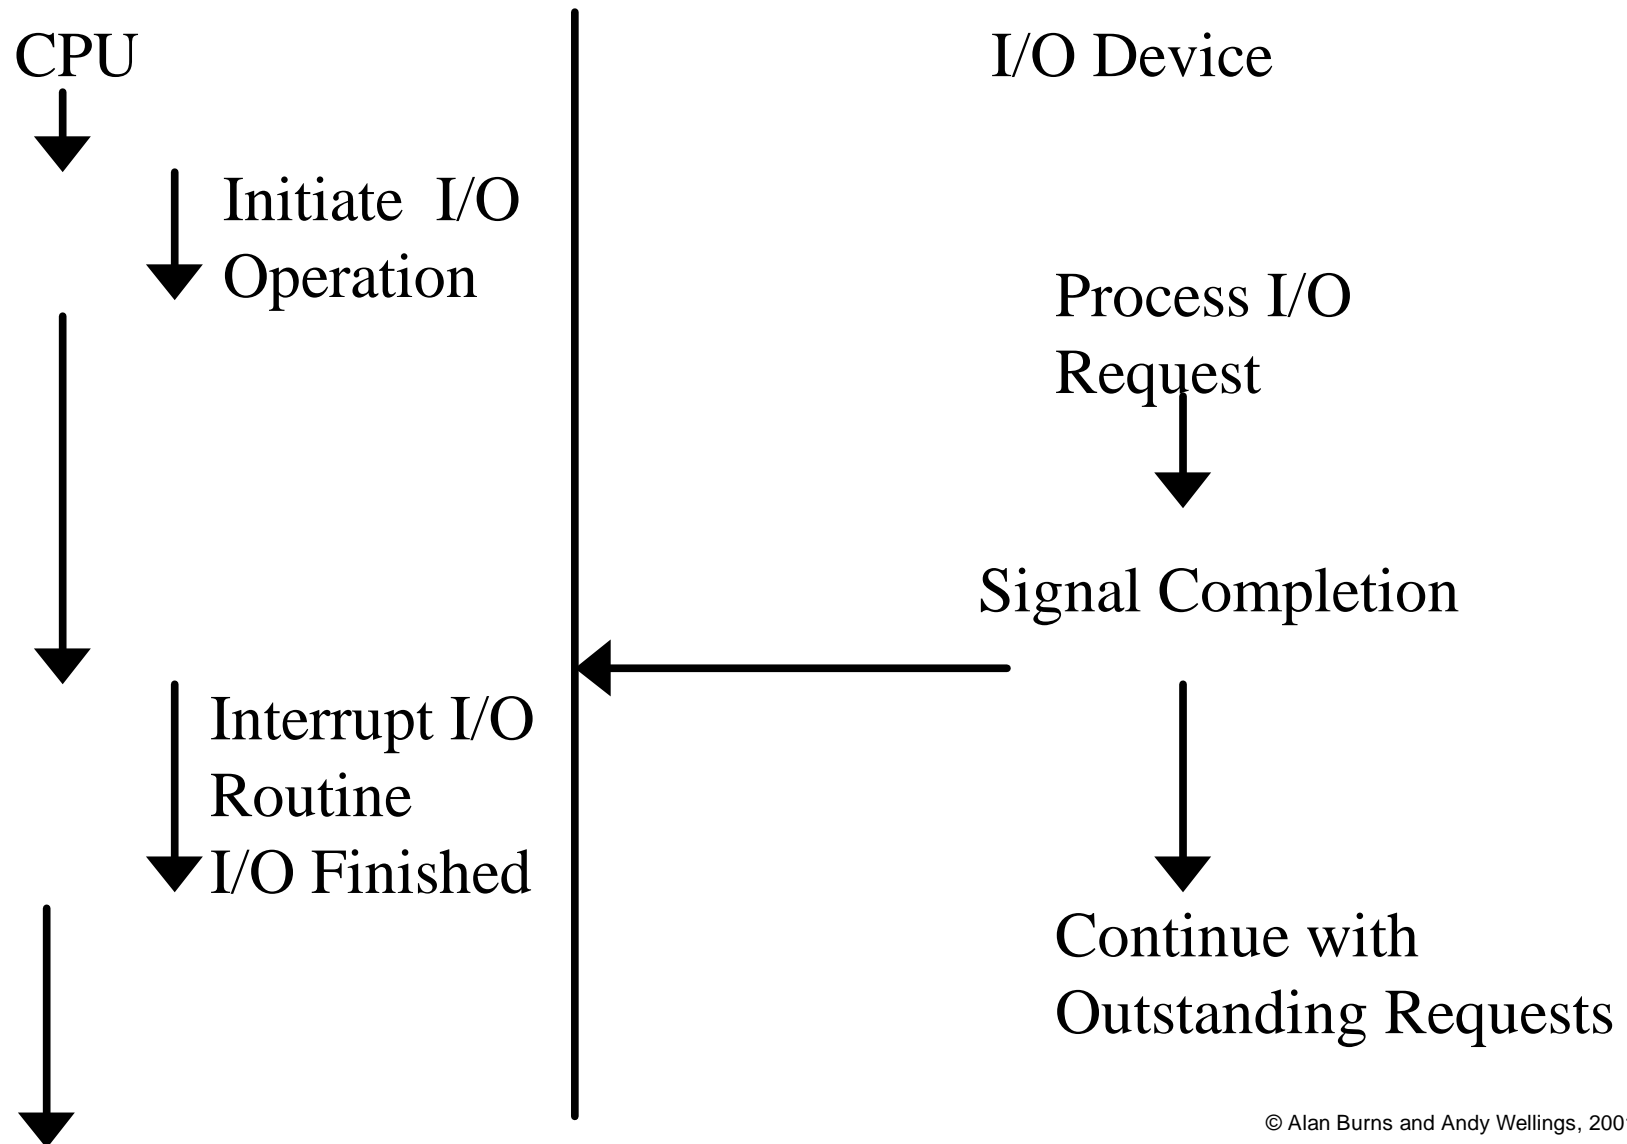 CPU
I/O Device
Initiate I/O
Operation
Process I/O
Request
Signal Completion
Interrupt I/O
Routine
I/O Finished
Continue with
Outstanding Requests
© Alan Burns and Andy Wellings,